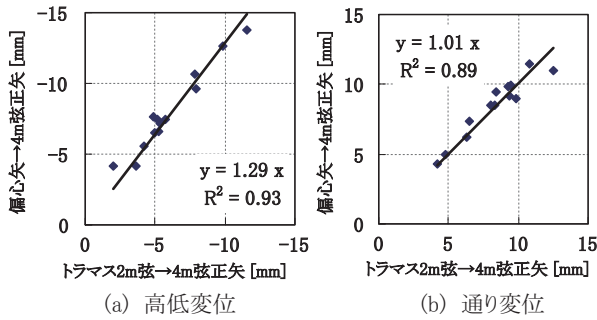 偏心矢→4m弦正矢 [mm]
−15
−10
−5
0
y = 1.29 x
R² = 0.93
0 −5 −10 −15
トラマス2m弦→4m弦正矢 [mm]
(a) 高低変位
偏心矢→4m弦正矢 [mm]
15
10
5
0
y = 1.01 x
R² = 0.89
0 5 10 15
トラマス2m弦→4m弦正矢 [mm]
(b) 通り変位